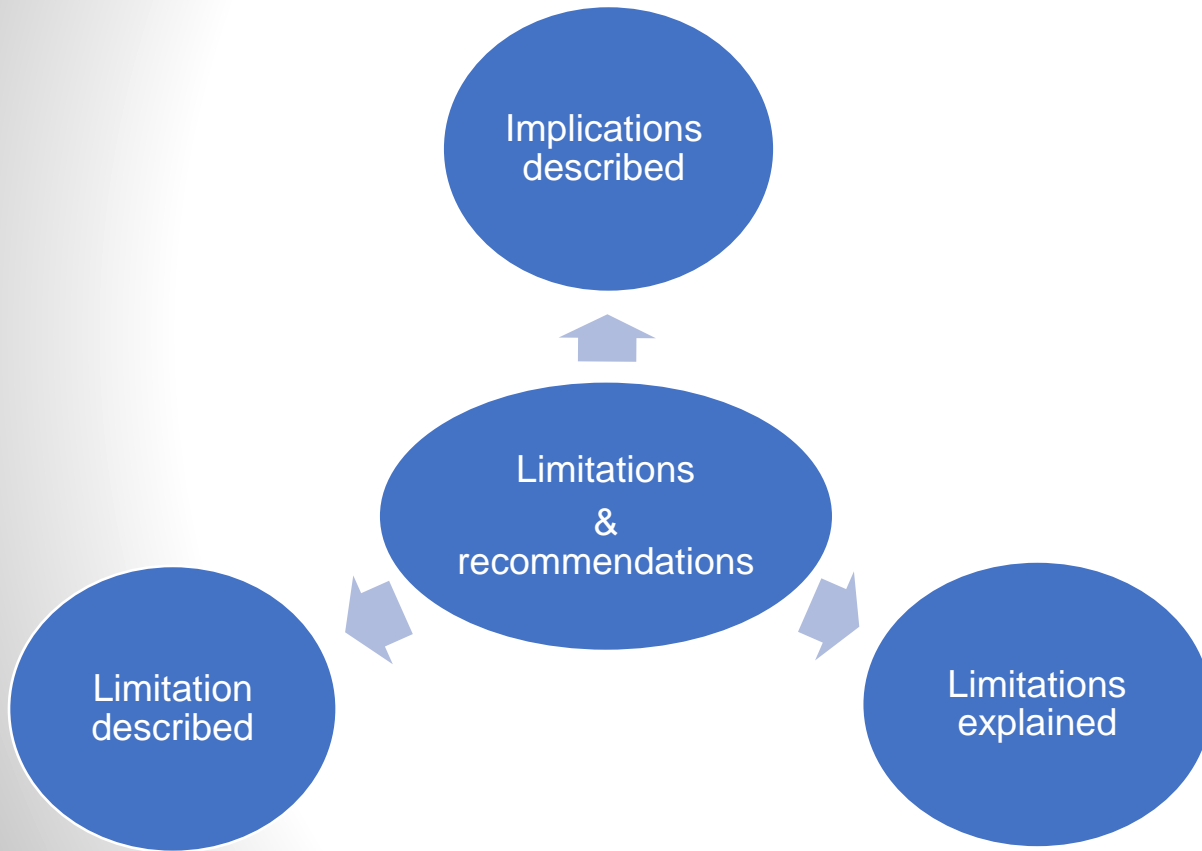 Implications
described
Limitations
&
recommendations
Limitation
described
Limitations
explained